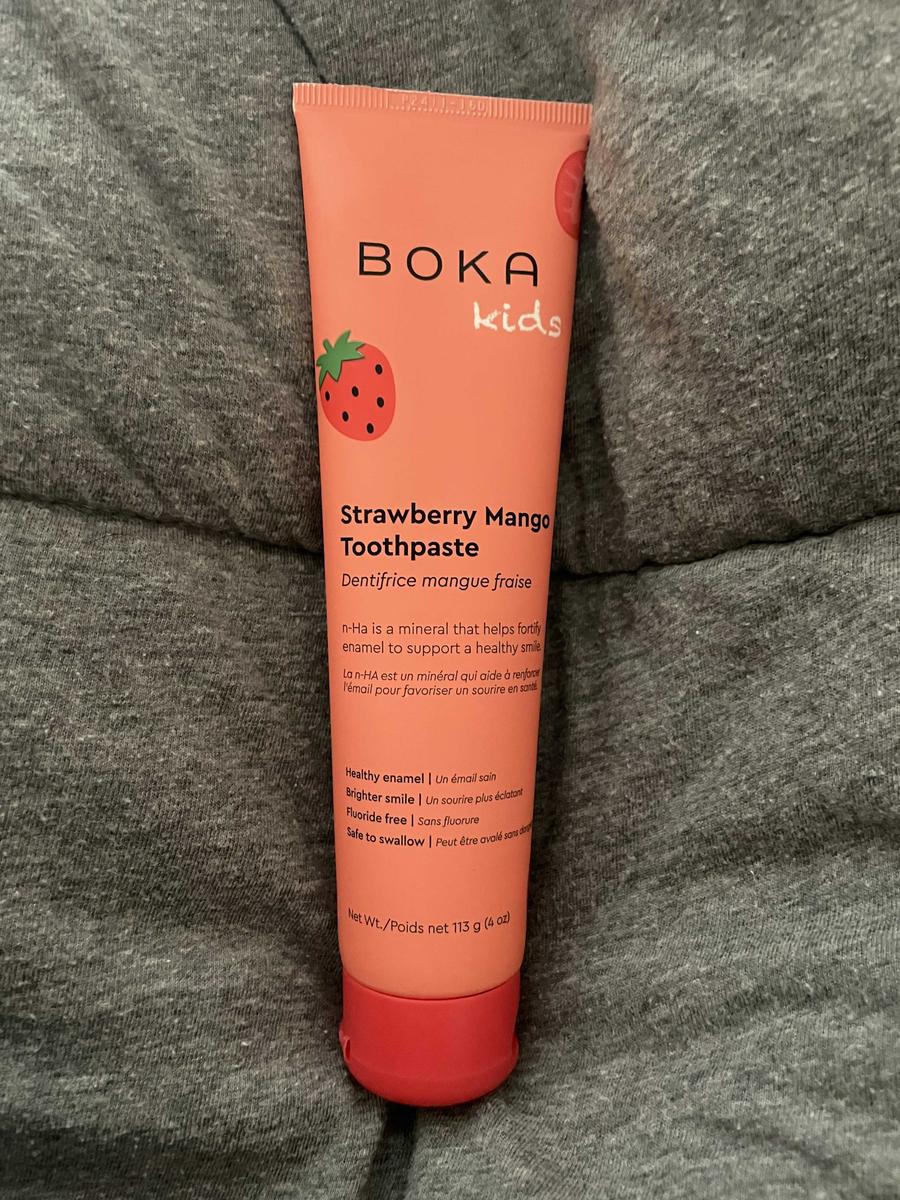 P2411-160
BOKA
kids
Strawberry Mango
Toothpaste
Dentifrice mangue fraise
n-Ha is a mineral that helps fortify
enamel to support a healthy smile.
La n-HA est un minéral qui aide à renforcer
l'émail pour favoriser un sourire en santé.
Healthy enamel | Un émail sain
Brighter smile | Un sourire plus éclatant
Fluoride free | Sans fluorure
Safe to swallow | Peut être avalé sans
Net Wt./Poids net 113 g (4 oz)